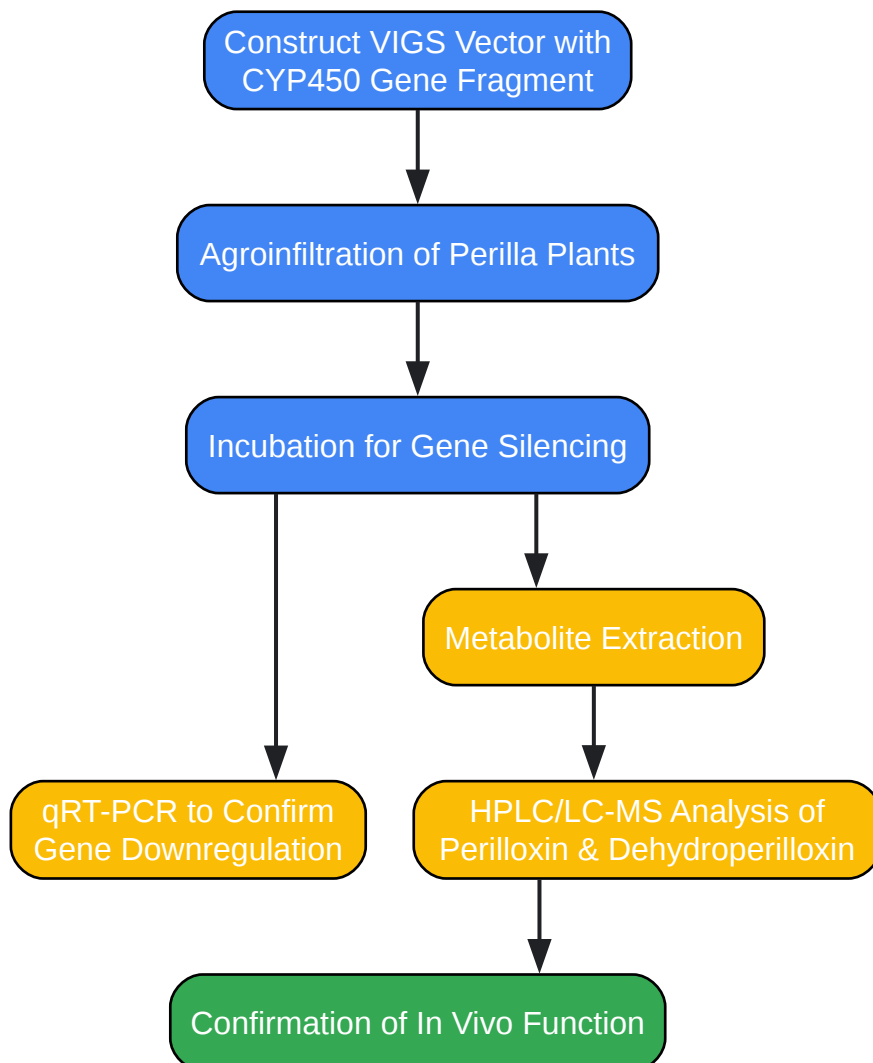 Construct VIGS Vector with
CYP450 Gene Fragment
Agroinfiltration of Perilla Plants
Incubation for Gene Silencing
Metabolite Extraction
qRT-PCR to Confirm
Gene Downregulation
HPLC/LC-MS Analysis of
Perilloxin & Dehydroperilloxin
Confirmation of In Vivo Function